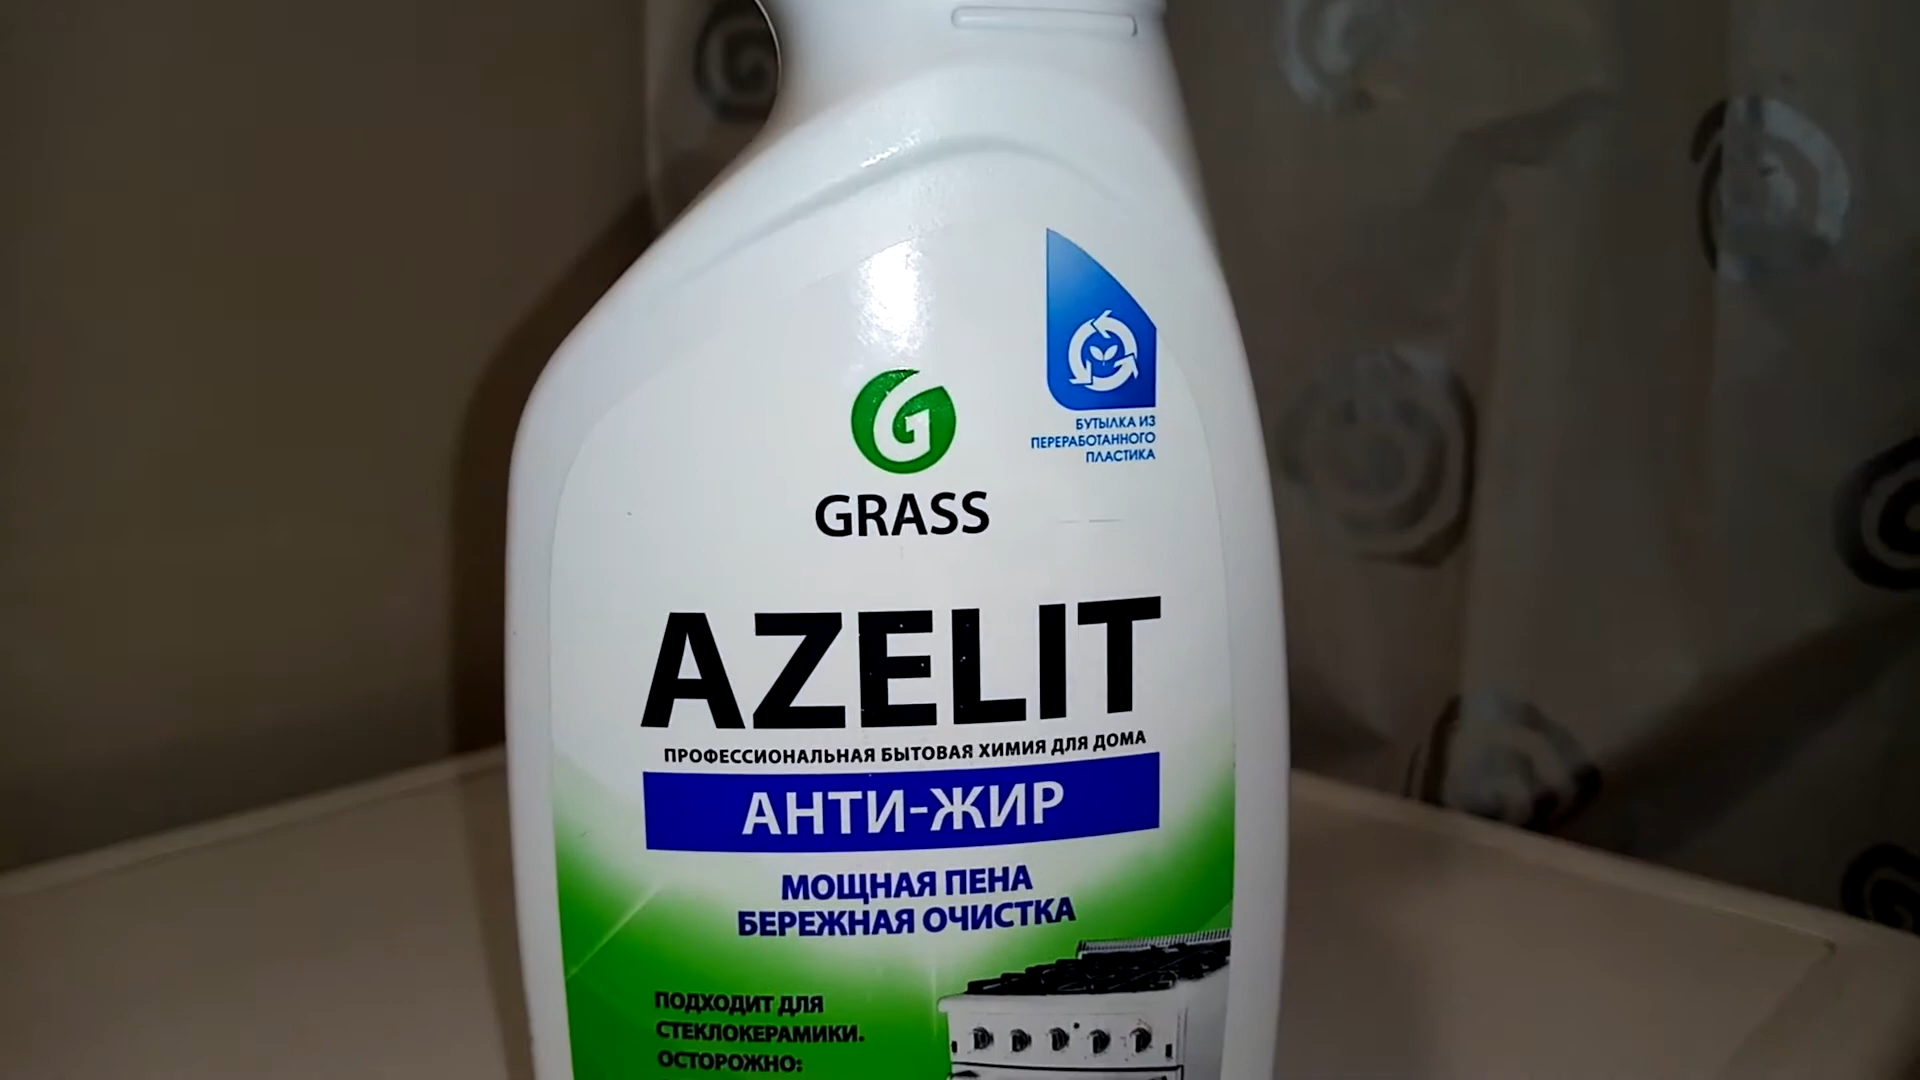 БУТЫЛКА ИЗ
ПЕРЕРАБОТАННОГО
ПЛАСТИКА
GRASS
AZELIT
ПРОФЕССИОНАЛЬНАЯ БЫТОВАЯ ХИМИЯ ДЛЯ ДОМА
АНТИ-ЖИР
МОЩНАЯ ПЕНА
БЕРЕЖНАЯ ОЧИСТКА
ПОДХОДИТ ДЛЯ
СТЕКЛОКЕРАМИКИ.
ОСТОРОЖНО: